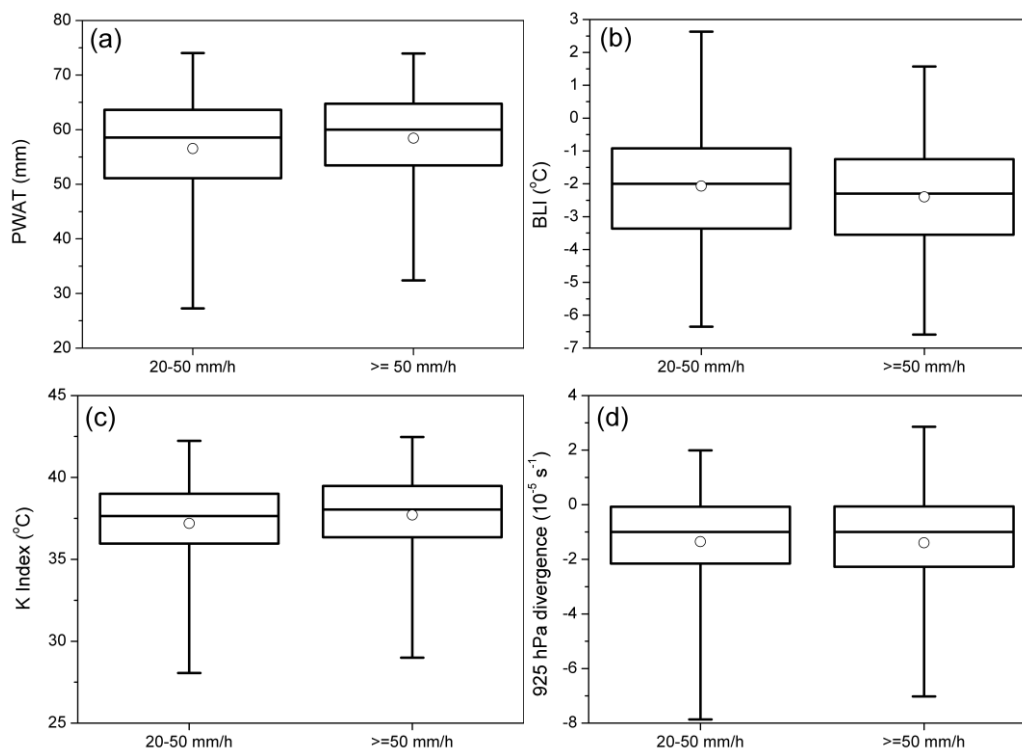 (a)
PWAT (mm)
80
70
60
50
40
30
20
20-50 mm/h
>= 50 mm/h
(b)
BLI (°C)
3
2
1
0
-1
-2
-3
-4
-5
-6
-7
20-50 mm/h
>=50 mm/h
(c)
K Index (°C)
45
40
35
30
25
20-50 mm/h
>=50 mm/h
(d)
925 hPa divergence (10⁻⁵ s⁻¹)
4
2
0
-2
-4
-6
-8
20-50 mm/h
>=50 mm/h